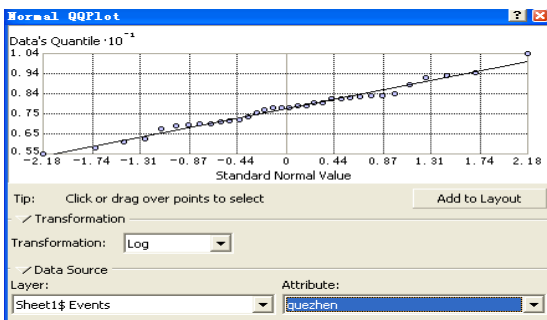 Normal QQPlot ? X
Data's Quantile ·10⁻¹
1.04
0.94
0.84
0.75
0.65
0.55
-2.18 -1.74 -1.31 -0.87 -0.44 0 0.44 0.87 1.31 1.74 2.18
Standard Normal Value
Tip: Click or drag over points to select Add to Layout
Transformation
Transformation: Log
Data Source
Layer: Attribute:
Sheet1$ Events quezhen